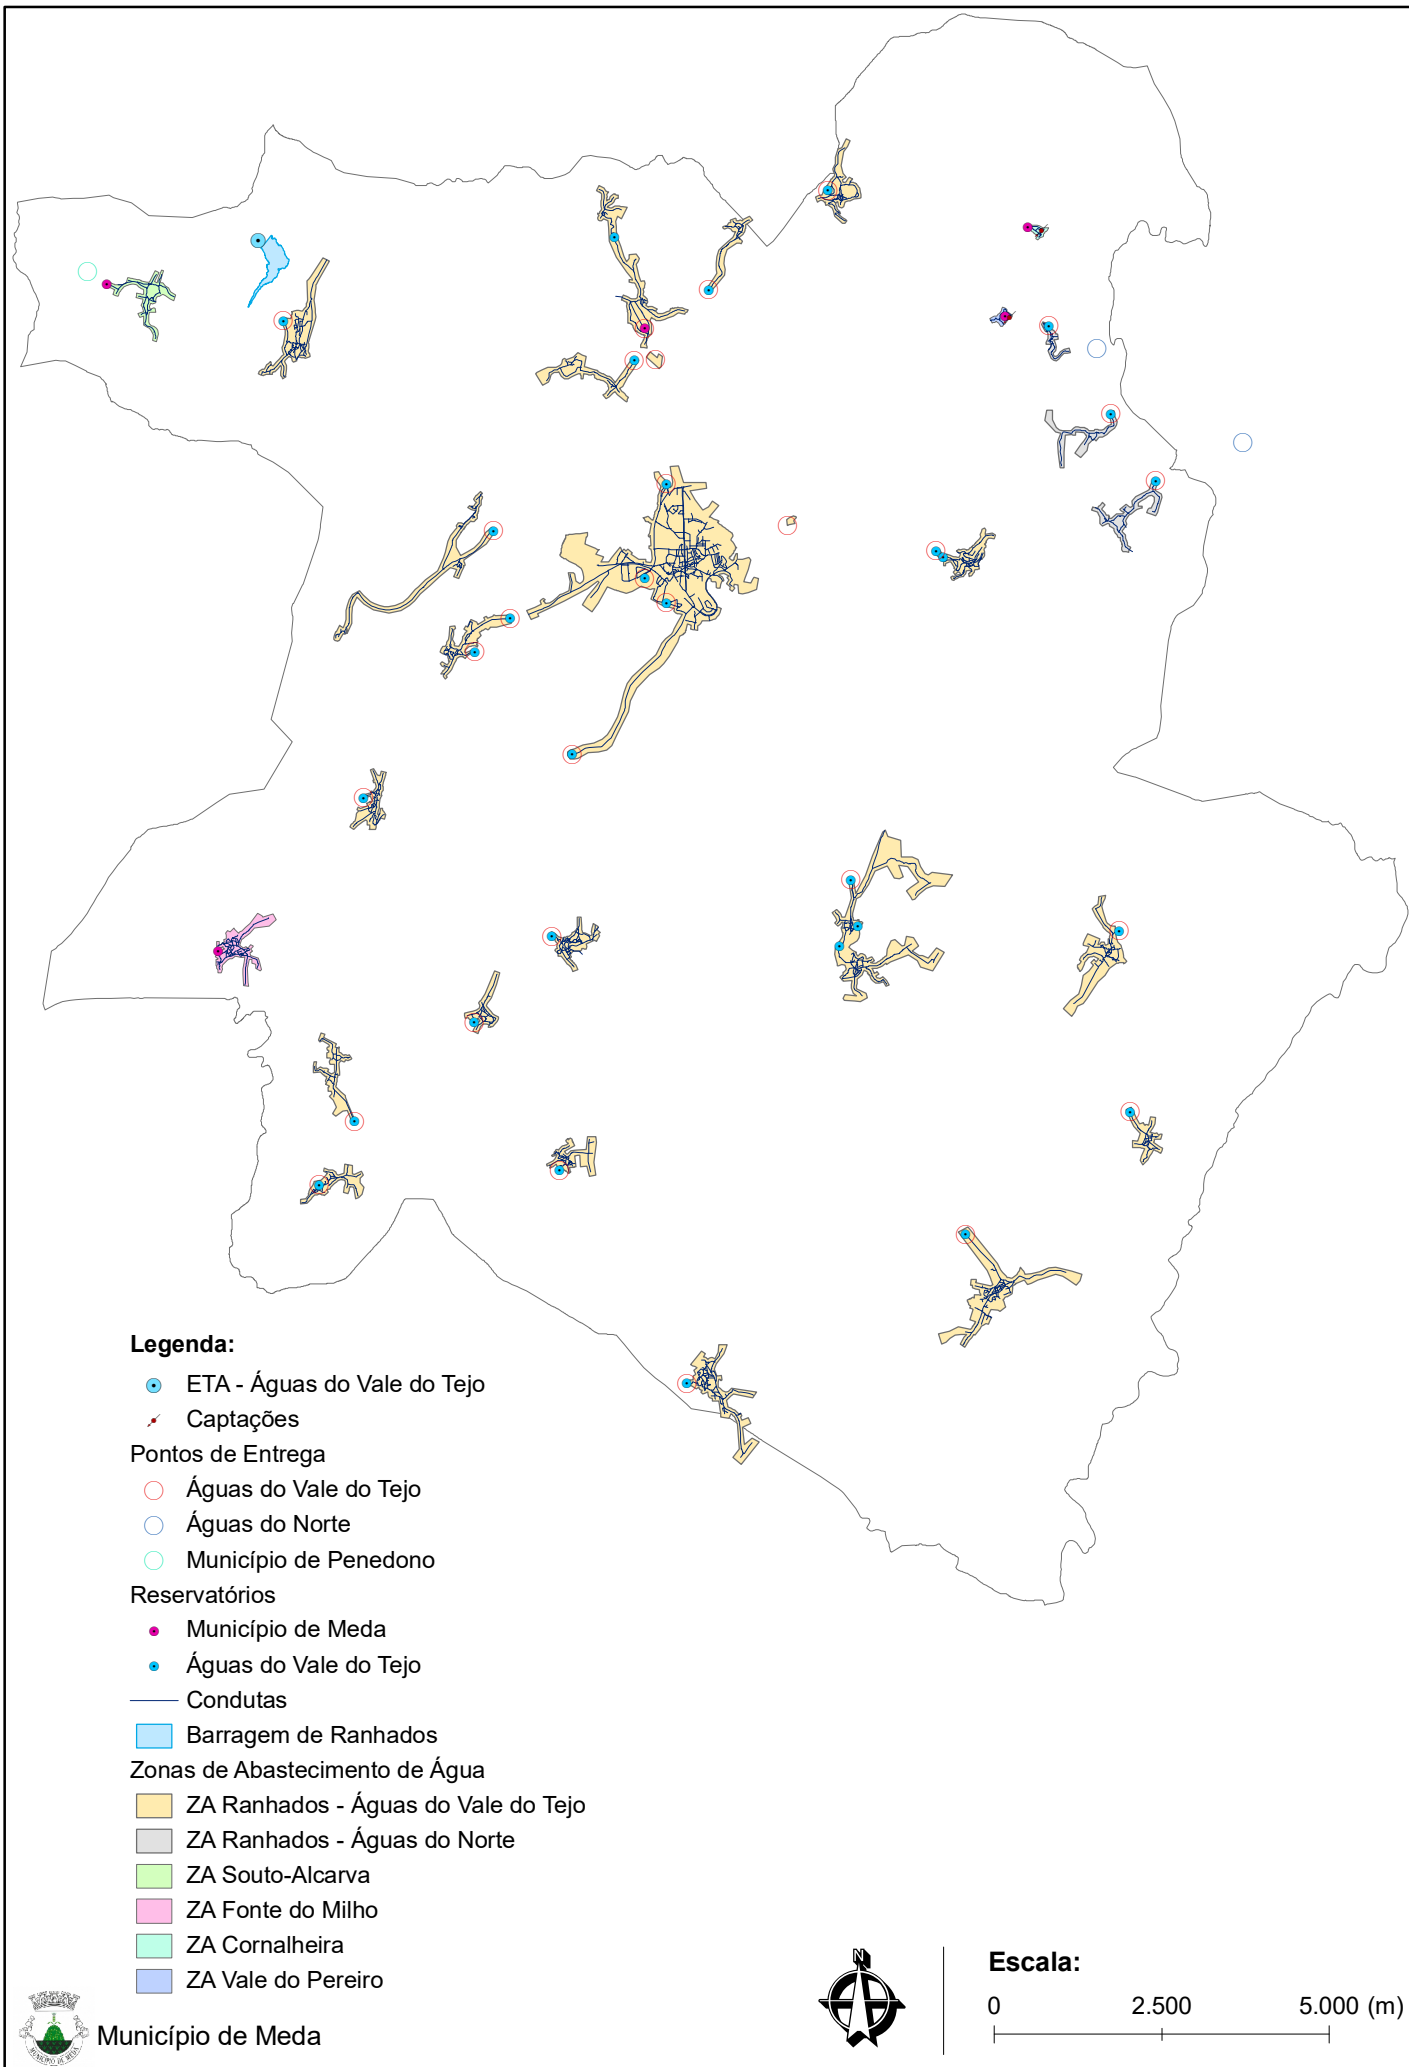 Legenda:
ETA - Águas do Vale do Tejo
Captações
Pontos de Entrega
Águas do Vale do Tejo
Águas do Norte
Município de Penedono
Reservatórios
Município de Meda
Águas do Vale do Tejo
Condutas
Barragem de Ranhados
Zonas de Abastecimento de Água
ZA Ranhados - Águas do Vale do Tejo
ZA Ranhados - Águas do Norte
ZA Souto-Alcarva
ZA Fonte do Milho
ZA Cornalheira
ZA Vale do Pereiro
MUNICÍPIO DE MEDA
Município de Meda
N
Escala:
0 2.500 5.000 (m)